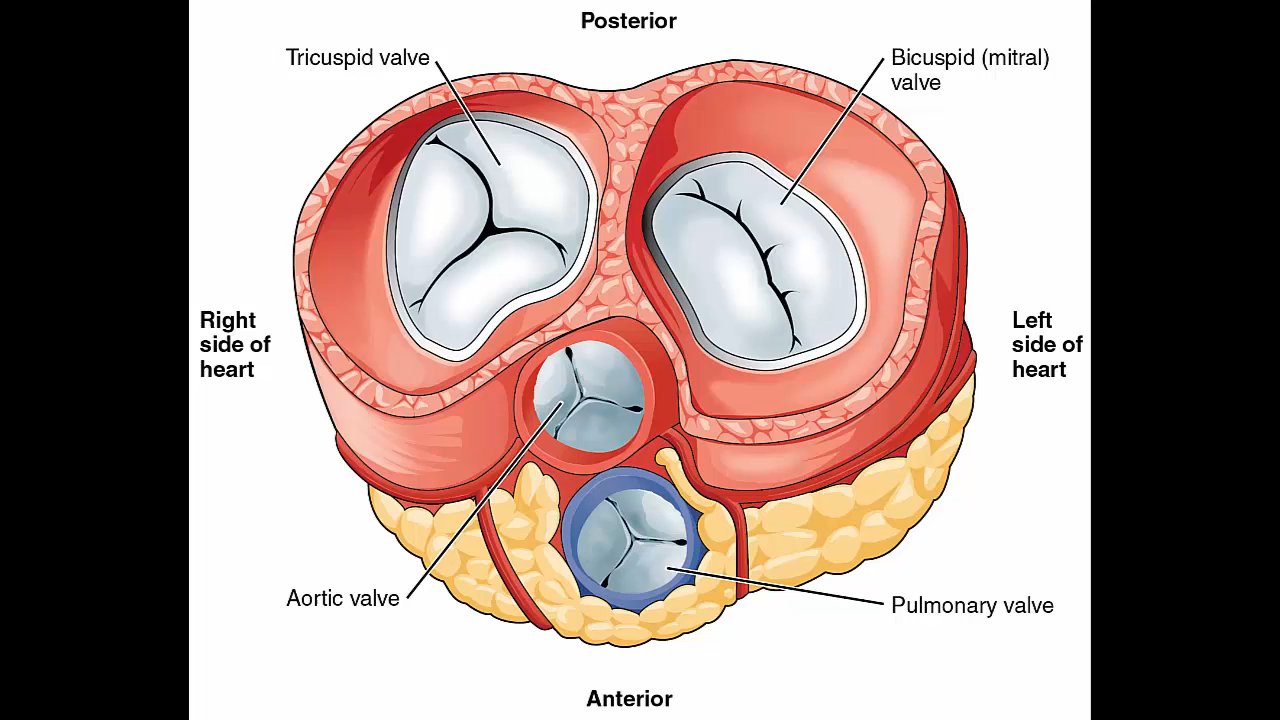 Posterior
Tricuspid valve
Bicuspid (mitral)
valve
Right
side of
heart
Left
side of
heart
Aortic valve
Pulmonary valve
Anterior